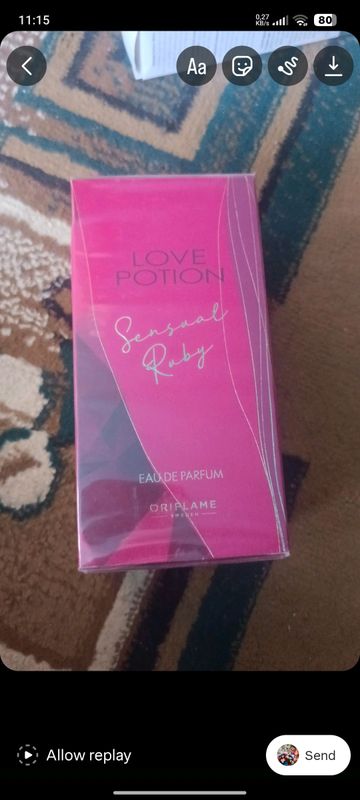 11:15
0,27
KB/s
80
Aa
LOVE
POTION
Sensual
Ruby
EAU DE PARFUM
ORIFLAME
SWEDEN
Allow replay
Send